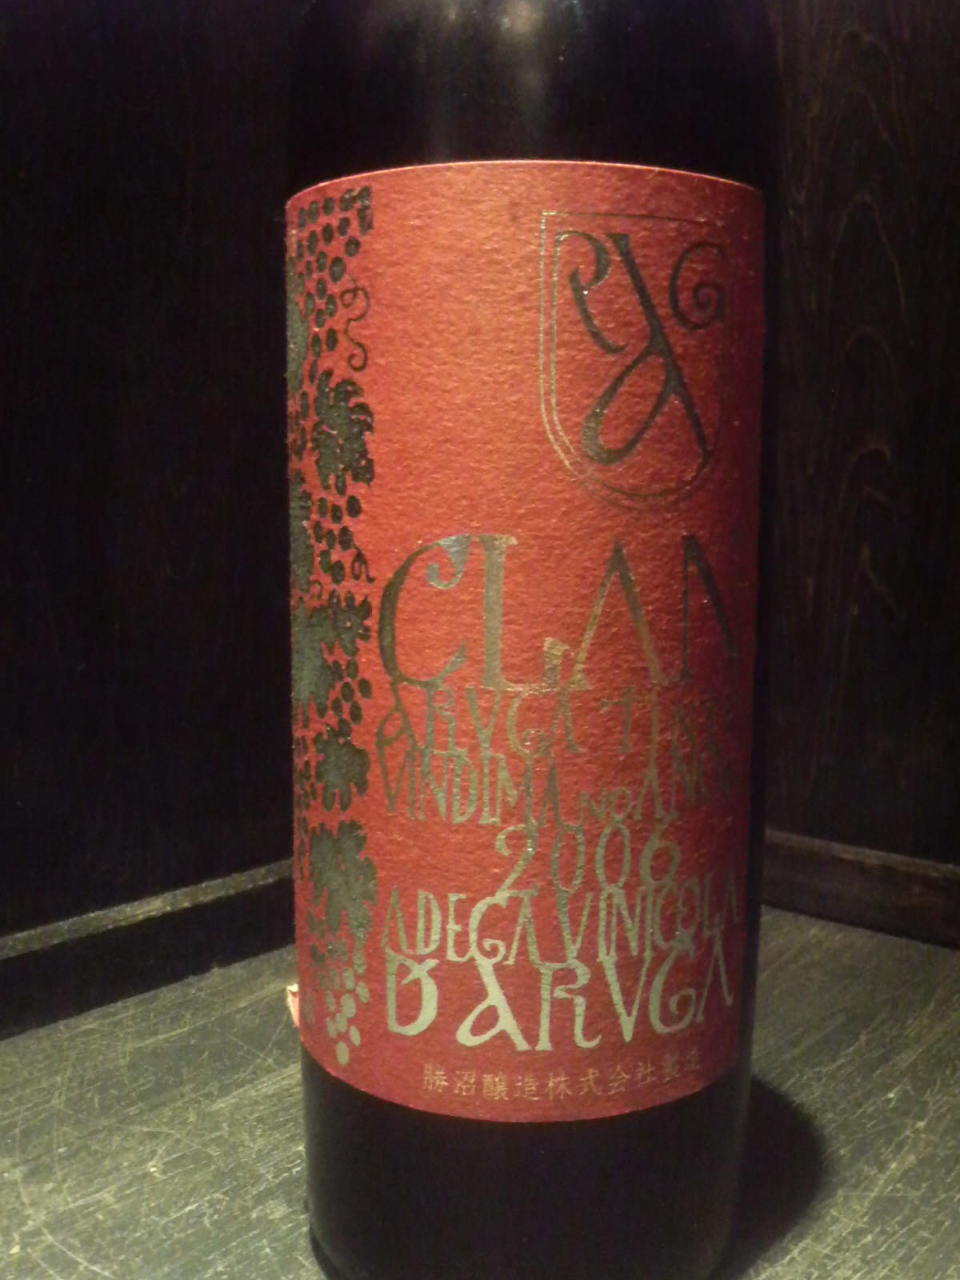 CLAN
ARUGA TINTO
VINDIMA NO ANO
2006
ADEGA VINICOLA
D'ARUGA
勝沼醸造株式会社製造